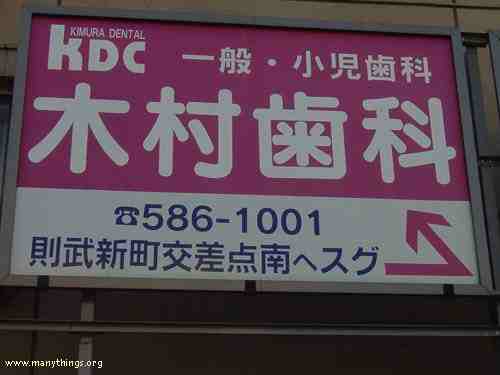 KIMURA DENTAL
KDC 一般・小児歯科
木村歯科
☎586-1001
則武新町交差点南へスグ
www.manythings.org